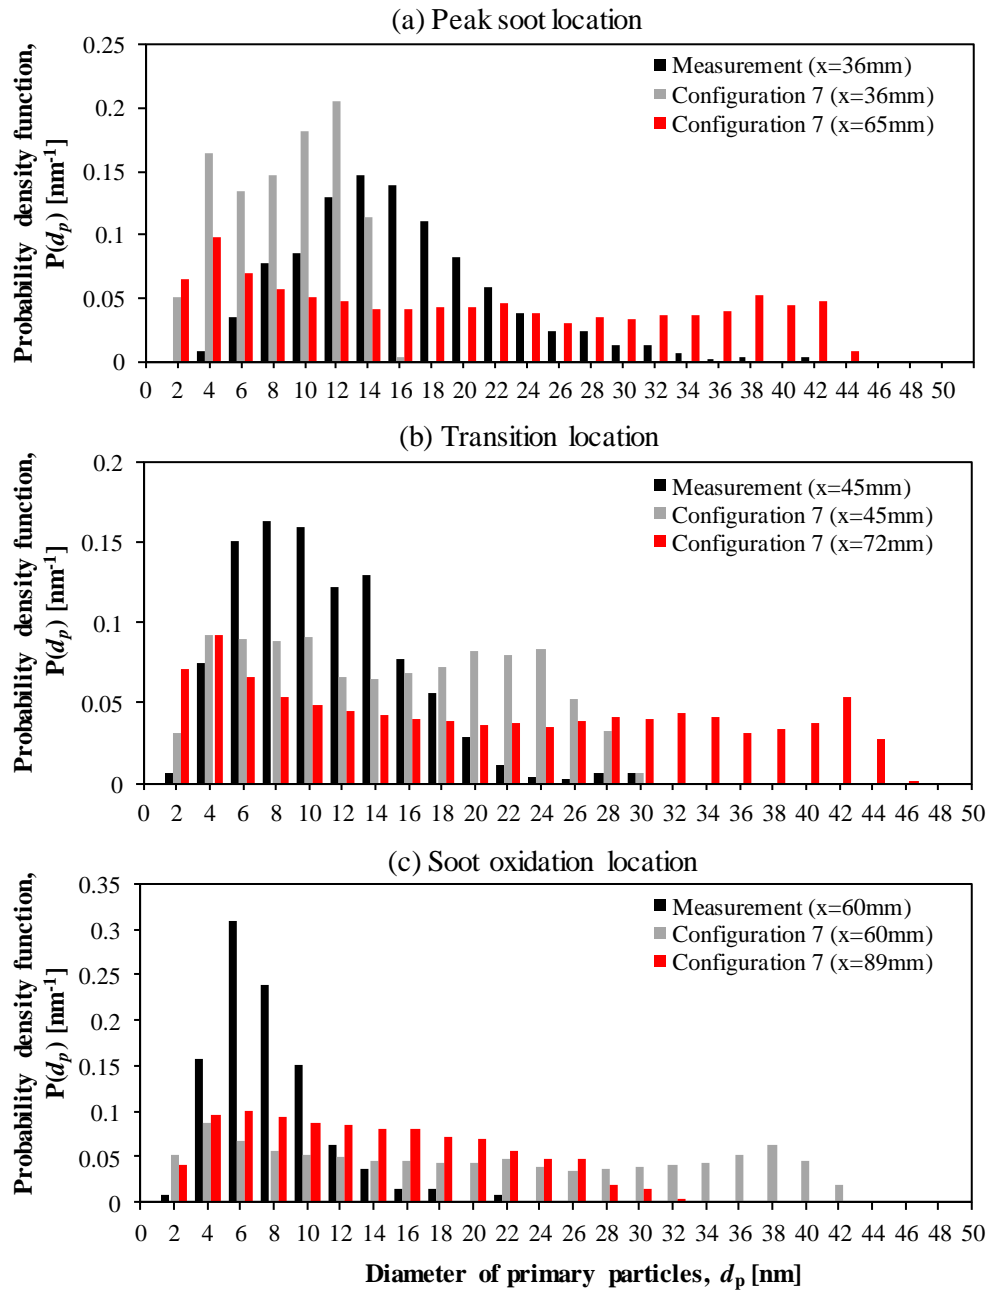 (a) Peak soot location
Probability density function,
P(d_p) [nm⁻¹]
0.25
0.2
0.15
0.1
0.05
0
Measurement (x=36mm)
Configuration 7 (x=36mm)
Configuration 7 (x=65mm)
0 2 4 6 8 10 12 14 16 18 20 22 24 26 28 30 32 34 36 38 40 42 44 46 48 50
(b) Transition location
Probability density function,
P(d_p) [nm⁻¹]
0.2
0.15
0.1
0.05
0
Measurement (x=45mm)
Configuration 7 (x=45mm)
Configuration 7 (x=72mm)
0 2 4 6 8 10 12 14 16 18 20 22 24 26 28 30 32 34 36 38 40 42 44 46 48 50
(c) Soot oxidation location
Probability density function,
P(d_p) [nm⁻¹]
0.35
0.3
0.25
0.2
0.15
0.1
0.05
0
Measurement (x=60mm)
Configuration 7 (x=60mm)
Configuration 7 (x=89mm)
0 2 4 6 8 10 12 14 16 18 20 22 24 26 28 30 32 34 36 38 40 42 44 46 48 50
Diameter of primary particles, d_p [nm]